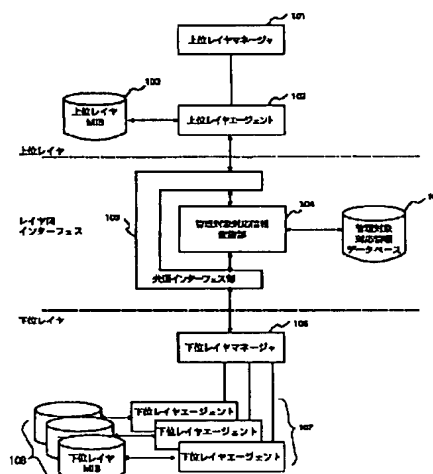 101
上位レイヤマネージャ
102
上位レイヤ
MIB
上位レイヤエージェント
上位レイヤ
レイヤ間
インターフェス
104
管理対象対応情報
管理対象
対応情報
データベース
共通インターフェス部
下位レイヤ
106
下位レイヤマネージャ
下位レイヤエージェント
下位レイヤエージェント
下位レイヤエージェント
107
108
下位レイヤ
MIB